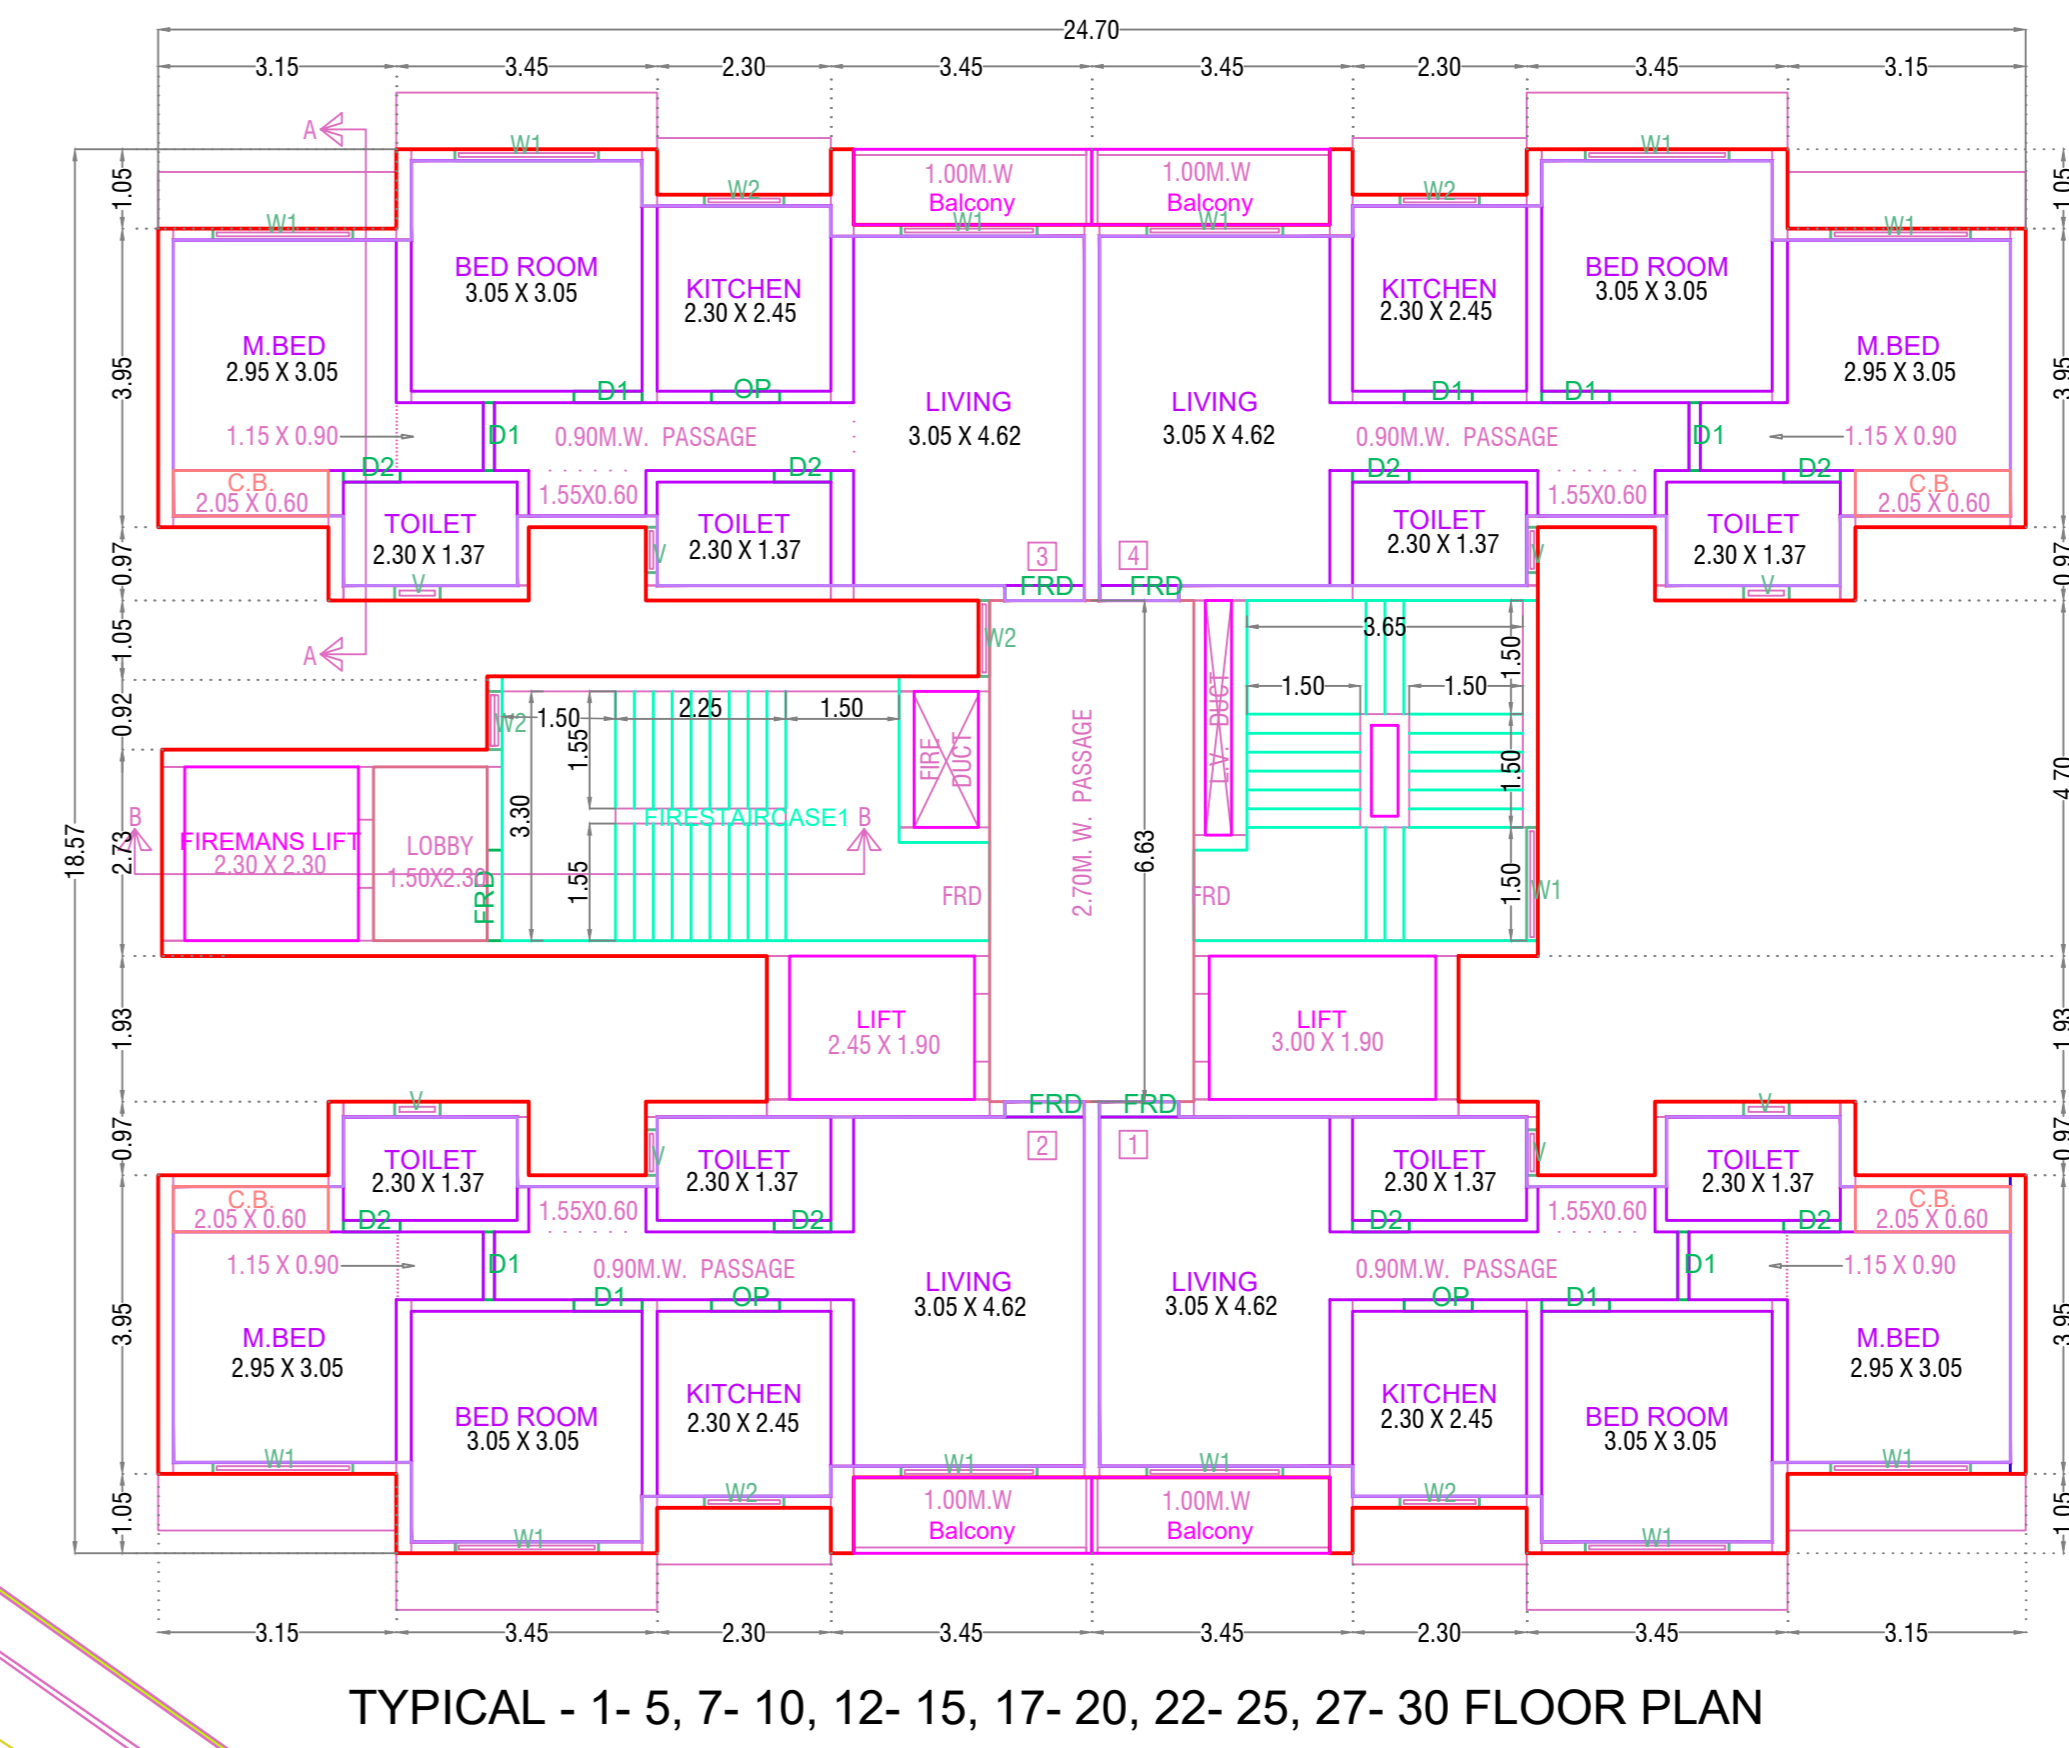 24.70
3.15 3.45 2.30 3.45 3.45 2.30 3.45 3.15
A
W1 W1
1.05 1.00M.W 1.00M.W 1.05
W2 Balcony Balcony W2
W1 W1 W1 W1
BED ROOM BED ROOM
3.05 X 3.05 3.05 X 3.05
KITCHEN KITCHEN
2.30 X 2.45 2.30 X 2.45
M.BED M.BED
2.95 X 3.05 2.95 X 3.05
3.95 3.95
D1 OP D1 D1
LIVING LIVING
3.05 X 4.62 3.05 X 4.62
1.15 X 0.90 D1 0.90M.W. PASSAGE 0.90M.W. PASSAGE D1 1.15 X 0.90
D2 D2 D2 D2
C.B. C.B.
2.05 X 0.60 1.55X0.60 1.55X0.60 2.05 X 0.60
TOILET TOILET TOILET TOILET
2.30 X 1.37 2.30 X 1.37 2.30 X 1.37 2.30 X 1.37
0.97 V V 3 4 V V 0.97
FRD FRD
1.05 A W2 3.65 1.50
1.50 1.50
0.92 W2 1.50 2.25 1.50
1.55 FIRE DUCT L.V. DUCT 1.50 4.70
2.70M. W. PASSAGE
18.57 2.73 3.30 6.63
B FIRESTAIRCASE1 B
FIREMANS LIFT LOBBY
2.30 X 2.30 1.50X2.30
FRD 1.55 FRD FRD 1.50 W1
1.93 LIFT LIFT 1.93
2.45 X 1.90 3.00 X 1.90
V FRD FRD V
0.97 V 2 1 V 0.97
TOILET TOILET TOILET TOILET
2.30 X 1.37 2.30 X 1.37 2.30 X 1.37 2.30 X 1.37
C.B. C.B.
2.05 X 0.60 D2 1.55X0.60 D2 D2 1.55X0.60 D2 2.05 X 0.60
1.15 X 0.90 D1 0.90M.W. PASSAGE 0.90M.W. PASSAGE D1 1.15 X 0.90
LIVING LIVING
3.05 X 4.62 3.05 X 4.62
D1 OP OP D1
3.95 3.95
M.BED M.BED
2.95 X 3.05 2.95 X 3.05
KITCHEN KITCHEN
2.30 X 2.45 2.30 X 2.45
BED ROOM BED ROOM
3.05 X 3.05 3.05 X 3.05
W1 W1 W1 W1
W2 W2
1.05 1.00M.W 1.00M.W 1.05
Balcony Balcony
W1 W1
3.15 3.45 2.30 3.45 3.45 2.30 3.45 3.15
TYPICAL - 1- 5, 7- 10, 12- 15, 17- 20, 22- 25, 27- 30 FLOOR PLAN